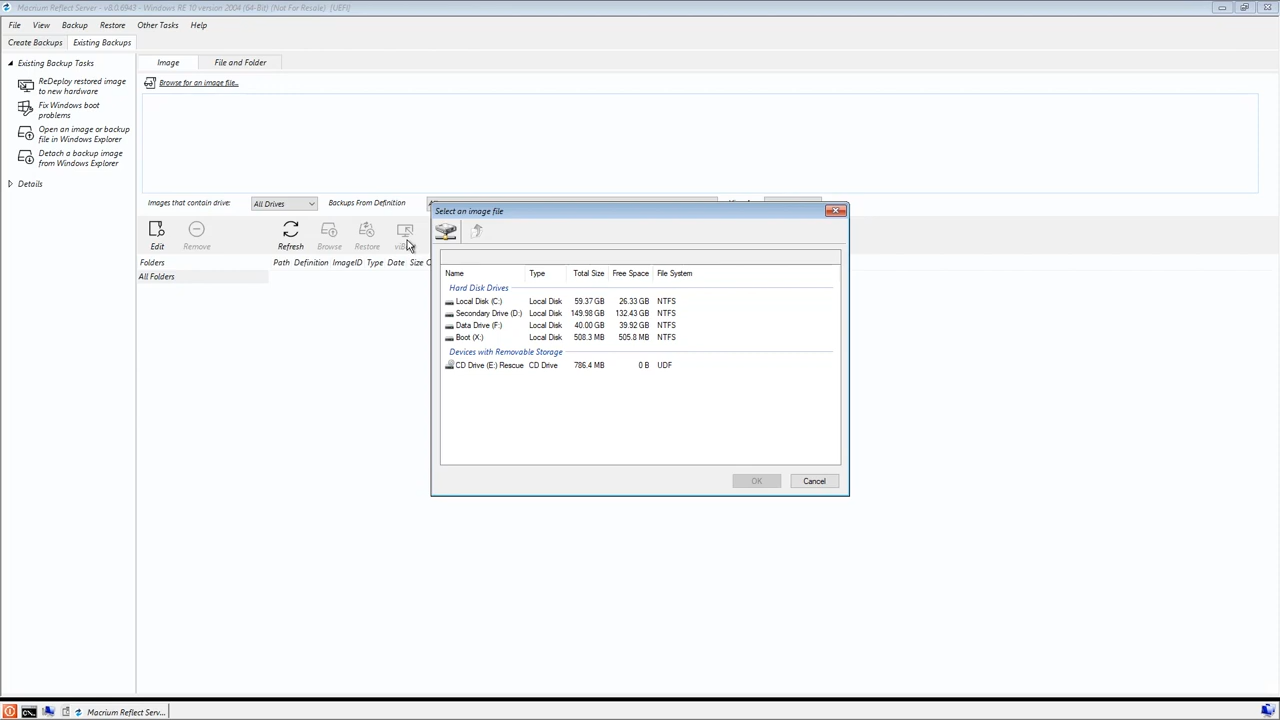 Macrium Reflect Server - v8.0.6943 - Windows RE 10 version 2004 (64-Bit) (Not For Resale) [UEFI]
File View Backup Restore Other Tasks Help
Create Backups Existing Backups
Existing Backup Tasks
ReDeploy restored image
to new hardware
Fix Windows boot
problems
Open an image or backup
file in Windows Explorer
Detach a backup image
from Windows Explorer
Details
Image File and Folder
Browse for an image file..
Images that contain drive: All Drives Backups From Definition
Edit Remove Refresh Browse Restore
Folders
All Folders
Path Definition ImageID Type Date Size
Select an image file
Name Type Total Size Free Space File System
Hard Disk Drives
Local Disk (C:) Local Disk 59.37 GB 26.33 GB NTFS
Secondary Drive (D:) Local Disk 149.98 GB 132.43 GB NTFS
Data Drive (F:) Local Disk 40.00 GB 39.92 GB NTFS
Boot (X:) Local Disk 508.3 MB 505.8 MB NTFS
Devices with Removable Storage
CD Drive (E:) Rescue CD Drive 786.4 MB 0 B UDF
OK Cancel
Macrium Reflect Serv...